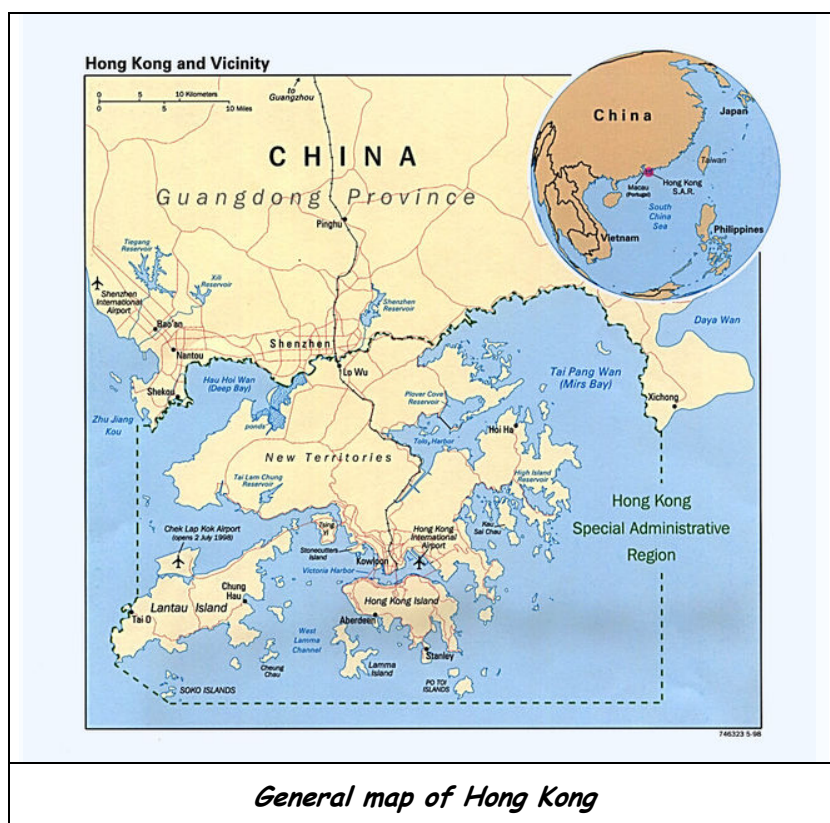 Hong Kong and Vicinity
0 5 10 Kilometers
0 5 10 Miles
to
Guangzhou
CHINA
Guangdong Province
Pinghu
Tiegang
Reservoir
Xili
Reservoir
Shenzhen
International
Airport
Bao'an
Nantou
Shekou
Shenzhen
Shenzhen
Reservoir
Lo Wu
Hau Hoi Wan
(Deep Bay)
ponds
Zhu Jiang
Kou
China
Japan
Taiwan
Macau
(Portugal)
Hong Kong
S.A.R.
South
China
Sea
Philippines
Vietnam
Daya Wan
Tai Pang Wan
(Mirs Bay)
Xichong
Plover Cove
Reservoir
Hoi Ha
Tolo Harbor
New Territories
Tai Lam Chung
Reservoir
High Island
Reservoir
Hong Kong
Special Administrative
Region
Chek Lap Kok Airport
(opens 2 July 1998)
Tsing
Yi
Stonecutters
Island
Hong Kong
International
Airport
Kau
Sai Chau
Kowloon
Victoria Harbor
Chung
Hau
Lantau Island
Tai O
Hong Kong Island
Aberdeen
Stanley
West
Lamma
Channel
Cheung
Chau
Lamma
Island
SOKO ISLANDS
PO TOI
ISLANDS
746323 5-98
General map of Hong Kong